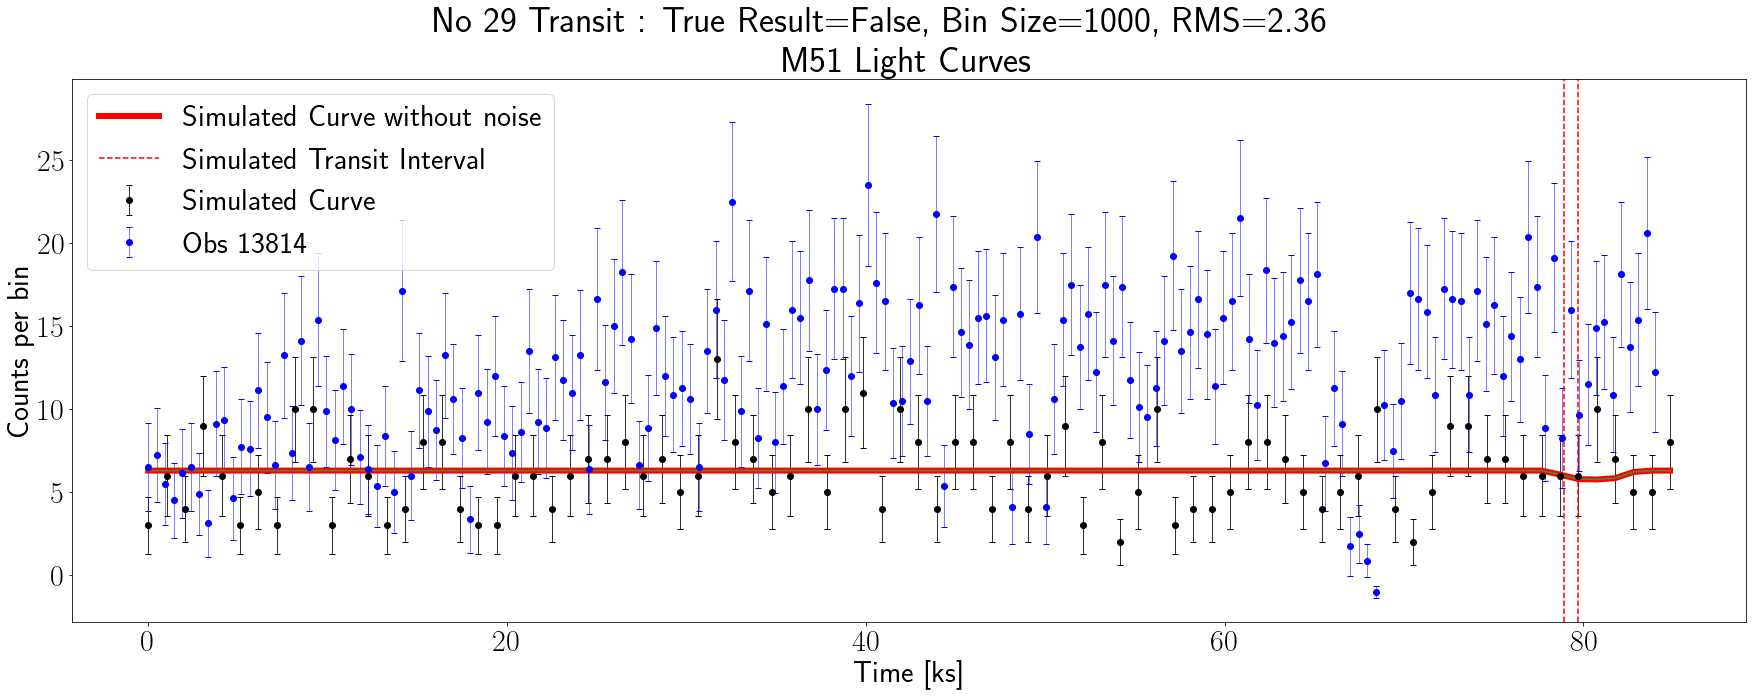 No 29 Transit : True Result=False, Bin Size=1000, RMS=2.36
M51 Light Curves
Simulated Curve without noise
Simulated Transit Interval
Simulated Curve
Obs 13814
Counts per bin
25
20
15
10
5
0
0 20 40 60 80
Time [ks]